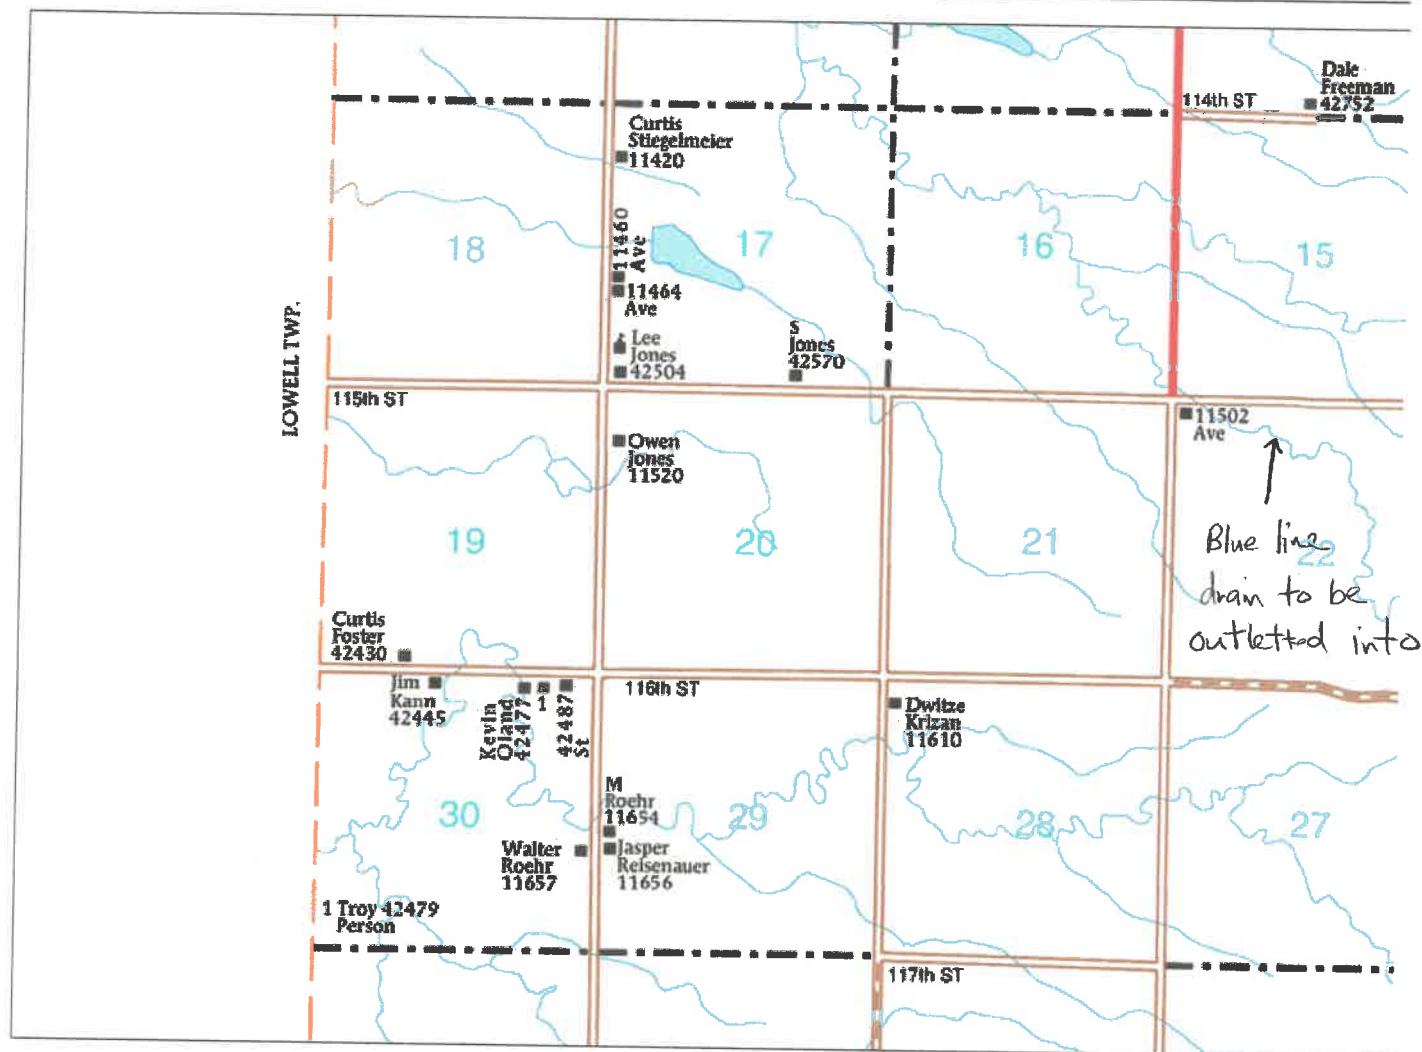 Dale
Freeman
42752
114th ST
Curtis
Stiegelmeier
11420
18
11460
Ave
17
16
15
11464
Ave
Lee
Jones
42504
S
Jones
42570
LOWELL TWP.
115th ST
11502
Ave
Owen
Jones
11520
19
20
21
22
Blue line
drain to be
outletted into
Curtis
Foster
42430
Jim
Kann
42445
Kevin
Oland
42477
1
42487
St
116th ST
Dwitze
Krizan
11610
30
M
Roehr
11654
29
28
27
Walter
Roehr
11657
Jasper
Reisenauer
11656
1 Troy 42479
Person
117th ST